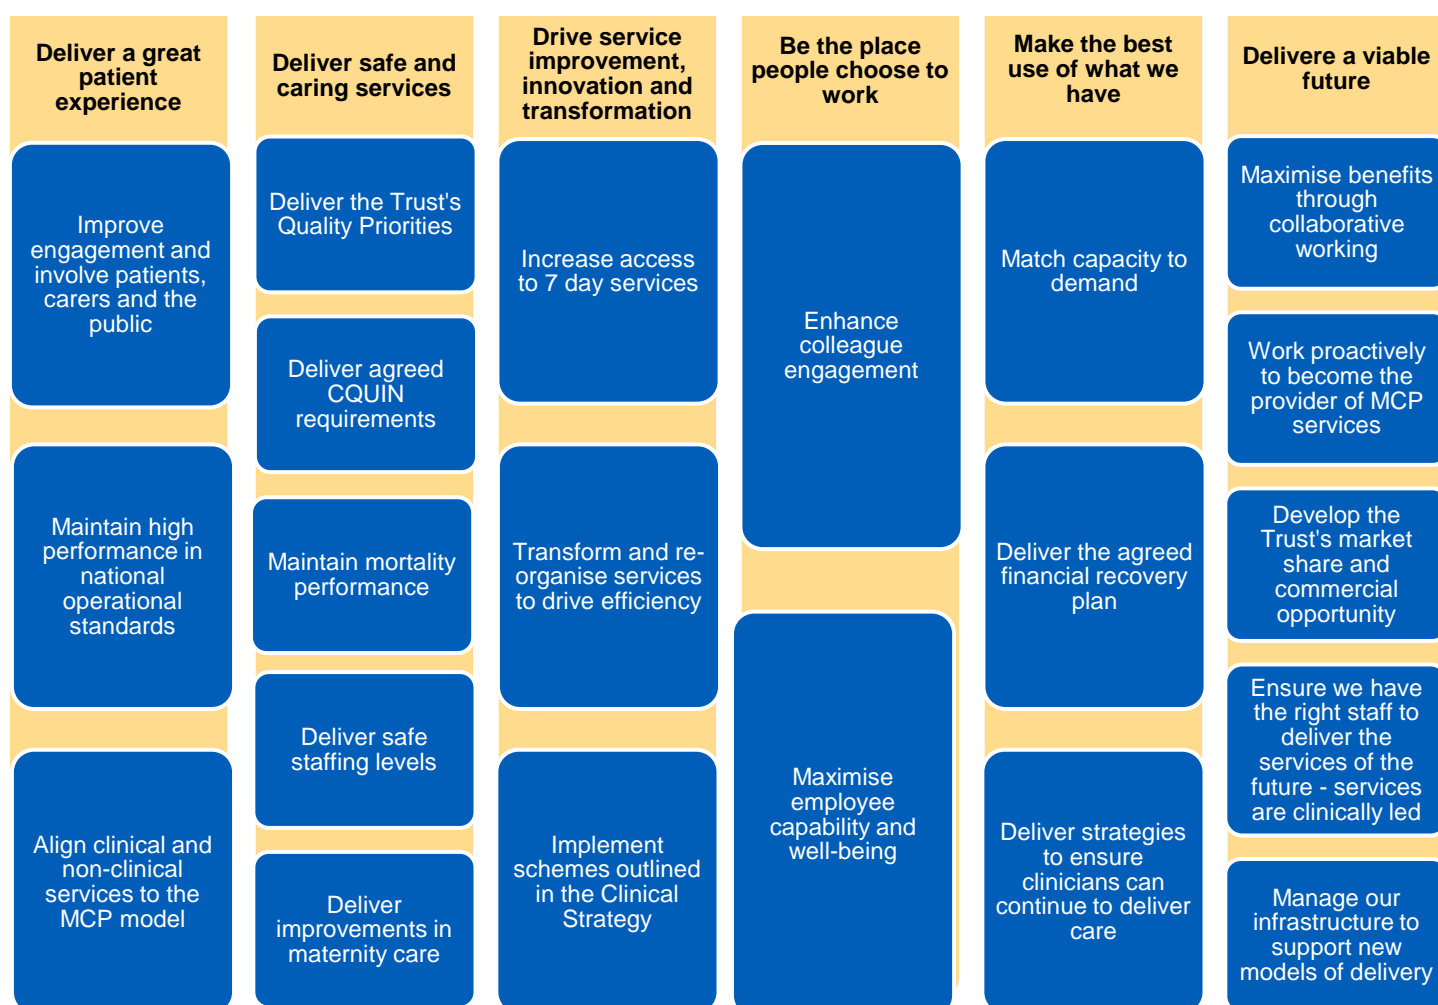 Deliver a great
patient
experience
Improve
engagement and
involve patients,
carers and the
public
Maintain high
performance in
national
operational
standards
Align clinical and
non-clinical
services to the
MCP model
Deliver safe and
caring services
Deliver the Trust's
Quality Priorities
Deliver agreed
CQUIN
requirements
Maintain mortality
performance
Deliver safe
staffing levels
Deliver
improvements in
maternity care
Drive service
improvement,
innovation and
transformation
Increase access
to 7 day services
Transform and re-
organise services
to drive efficiency
Implement
schemes outlined
in the Clinical
Strategy
Be the place
people choose to
work
Enhance
colleague
engagement
Maximise
employee
capability and
well-being
Make the best
use of what we
have
Match capacity to
demand
Deliver the agreed
financial recovery
plan
Deliver strategies
to ensure
clinicians can
continue to deliver
care
Delivere a viable
future
Maximise benefits
through
collaborative
working
Work proactively
to become the
provider of MCP
services
Develop the
Trust's market
share and
commercial
opportunity
Ensure we have
the right staff to
deliver the
services of the
future - services
are clinically led
Manage our
infrastructure to
support new
models of delivery